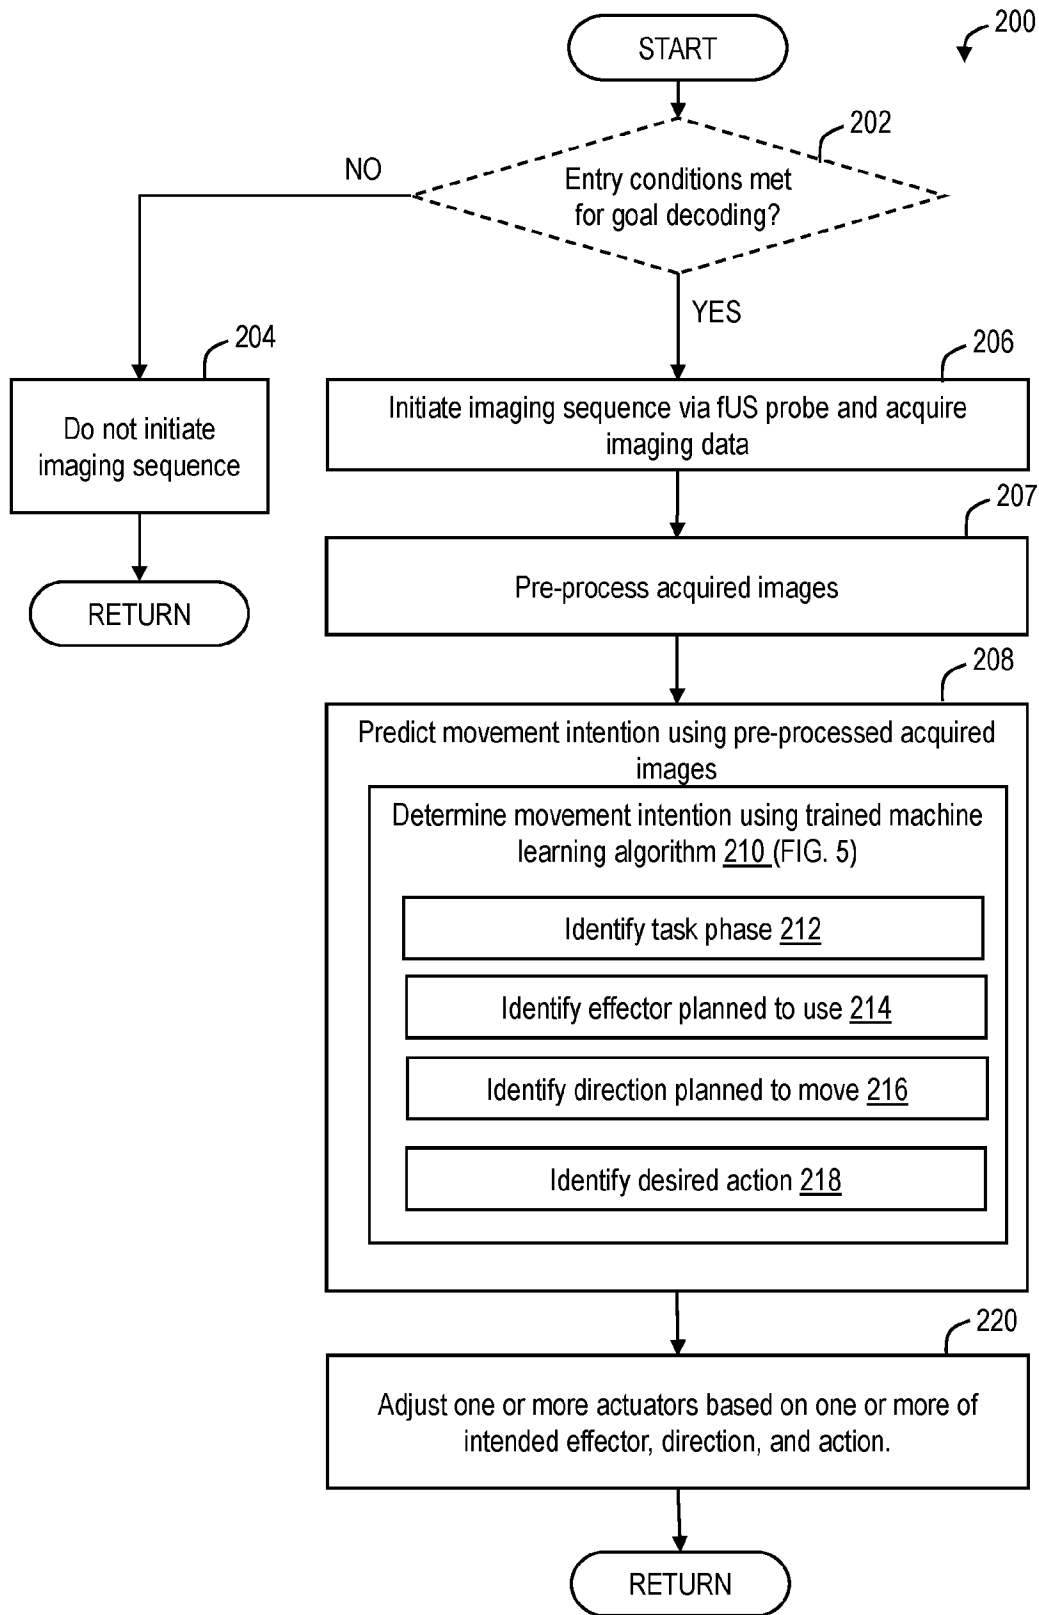 START
200
202
Entry conditions met
for goal decoding?
NO
YES
204
Do not initiate
imaging sequence
RETURN
206
Initiate imaging sequence via fUS probe and acquire
imaging data
207
Pre-process acquired images
208
Predict movement intention using pre-processed acquired
images
Determine movement intention using trained machine
learning algorithm 210 (FIG. 5)
Identify task phase 212
Identify effector planned to use 214
Identify direction planned to move 216
Identify desired action 218
220
Adjust one or more actuators based on one or more of
intended effector, direction, and action.
RETURN